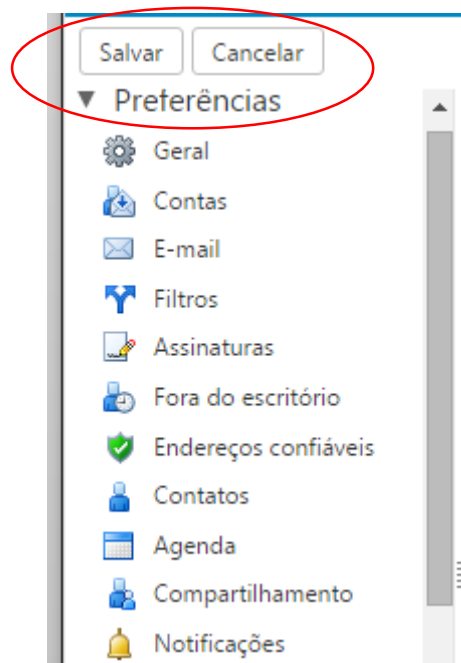 Salvar Cancelar
Preferências
Geral
Contas
E-mail
Filtros
Assinaturas
Fora do escritório
Endereços confiáveis
Contatos
Agenda
Compartilhamento
Notificações